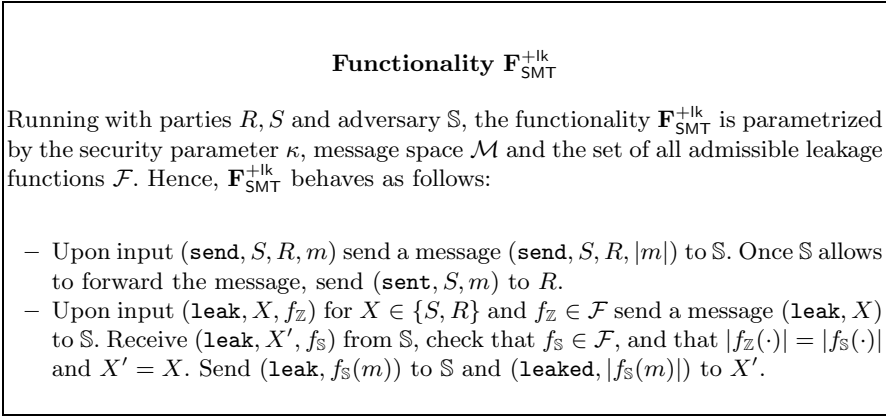 Functionality F^{+lk}_{SMT}
Running with parties R, S and adversary 𝕊, the functionality F^{+lk}_{SMT} is parametrized
by the security parameter κ, message space ℳ and the set of all admissible leakage
functions ℱ. Hence, F^{+lk}_{SMT} behaves as follows:
– Upon input (send, S, R, m) send a message (send, S, R, |m|) to 𝕊. Once 𝕊 allows
to forward the message, send (sent, S, m) to R.
– Upon input (leak, X, f_ℤ) for X ∈ {S, R} and f_ℤ ∈ ℱ send a message (leak, X)
to 𝕊. Receive (leak, X′, f_𝕊) from 𝕊, check that f_𝕊 ∈ ℱ, and that |f_ℤ(·)| = |f_𝕊(·)|
and X′ = X. Send (leak, f_𝕊(m)) to 𝕊 and (leaked, |f_𝕊(m)|) to X′.